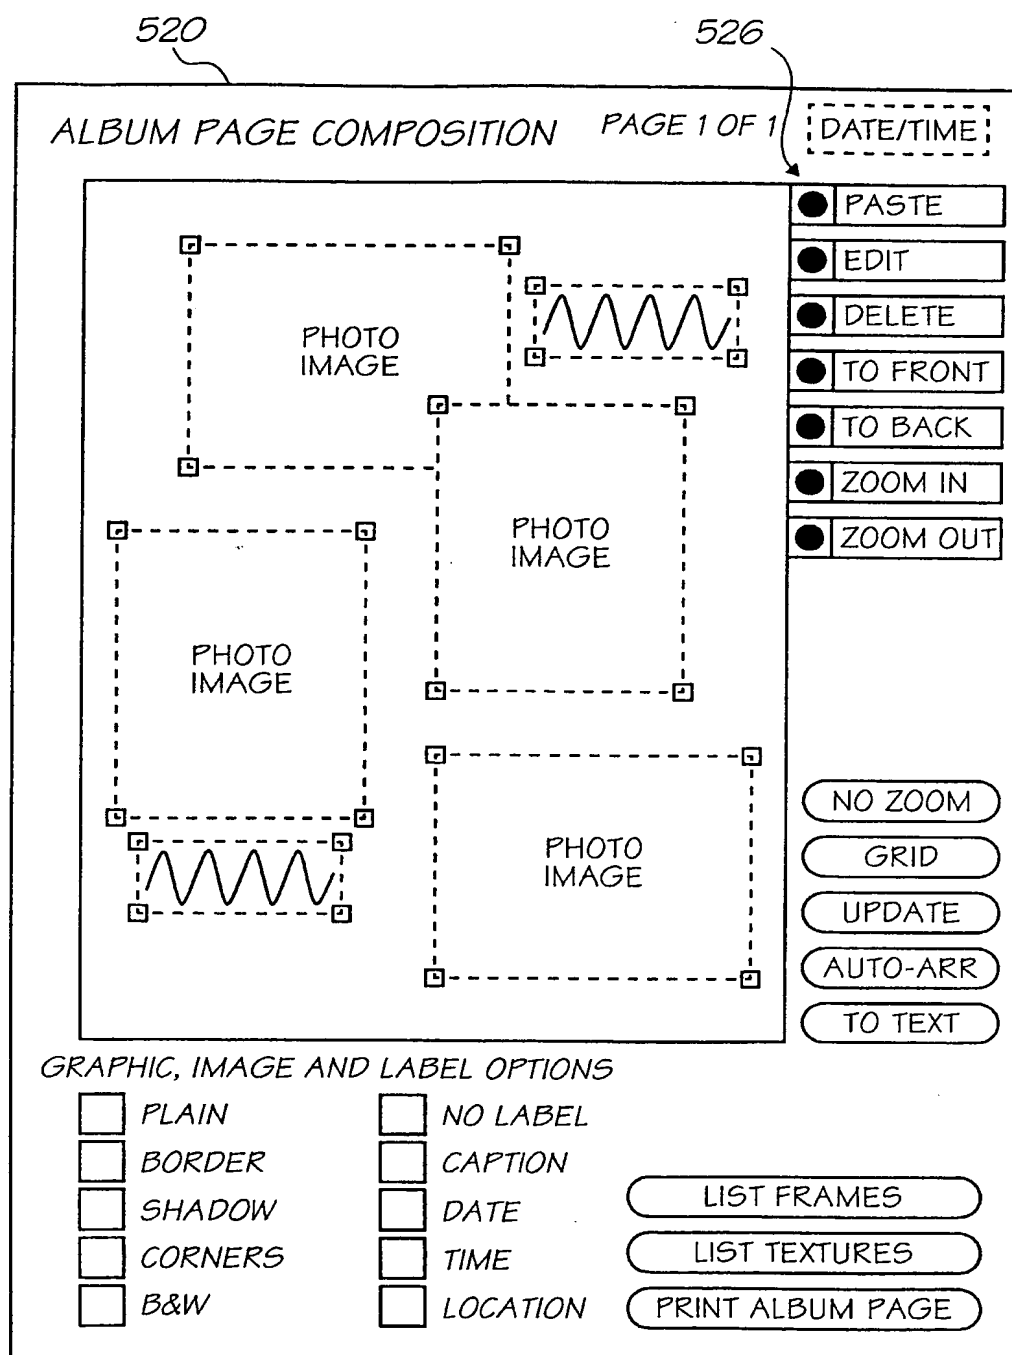 520
526
ALBUM PAGE COMPOSITION
PAGE 1 OF 1
DATE/TIME
PASTE
EDIT
DELETE
TO FRONT
TO BACK
ZOOM IN
ZOOM OUT
PHOTO
IMAGE
PHOTO
IMAGE
PHOTO
IMAGE
PHOTO
IMAGE
NO ZOOM
GRID
UPDATE
AUTO-ARR
TO TEXT
GRAPHIC, IMAGE AND LABEL OPTIONS
PLAIN
BORDER
SHADOW
CORNERS
B&W
NO LABEL
CAPTION
DATE
TIME
LOCATION
LIST FRAMES
LIST TEXTURES
PRINT ALBUM PAGE